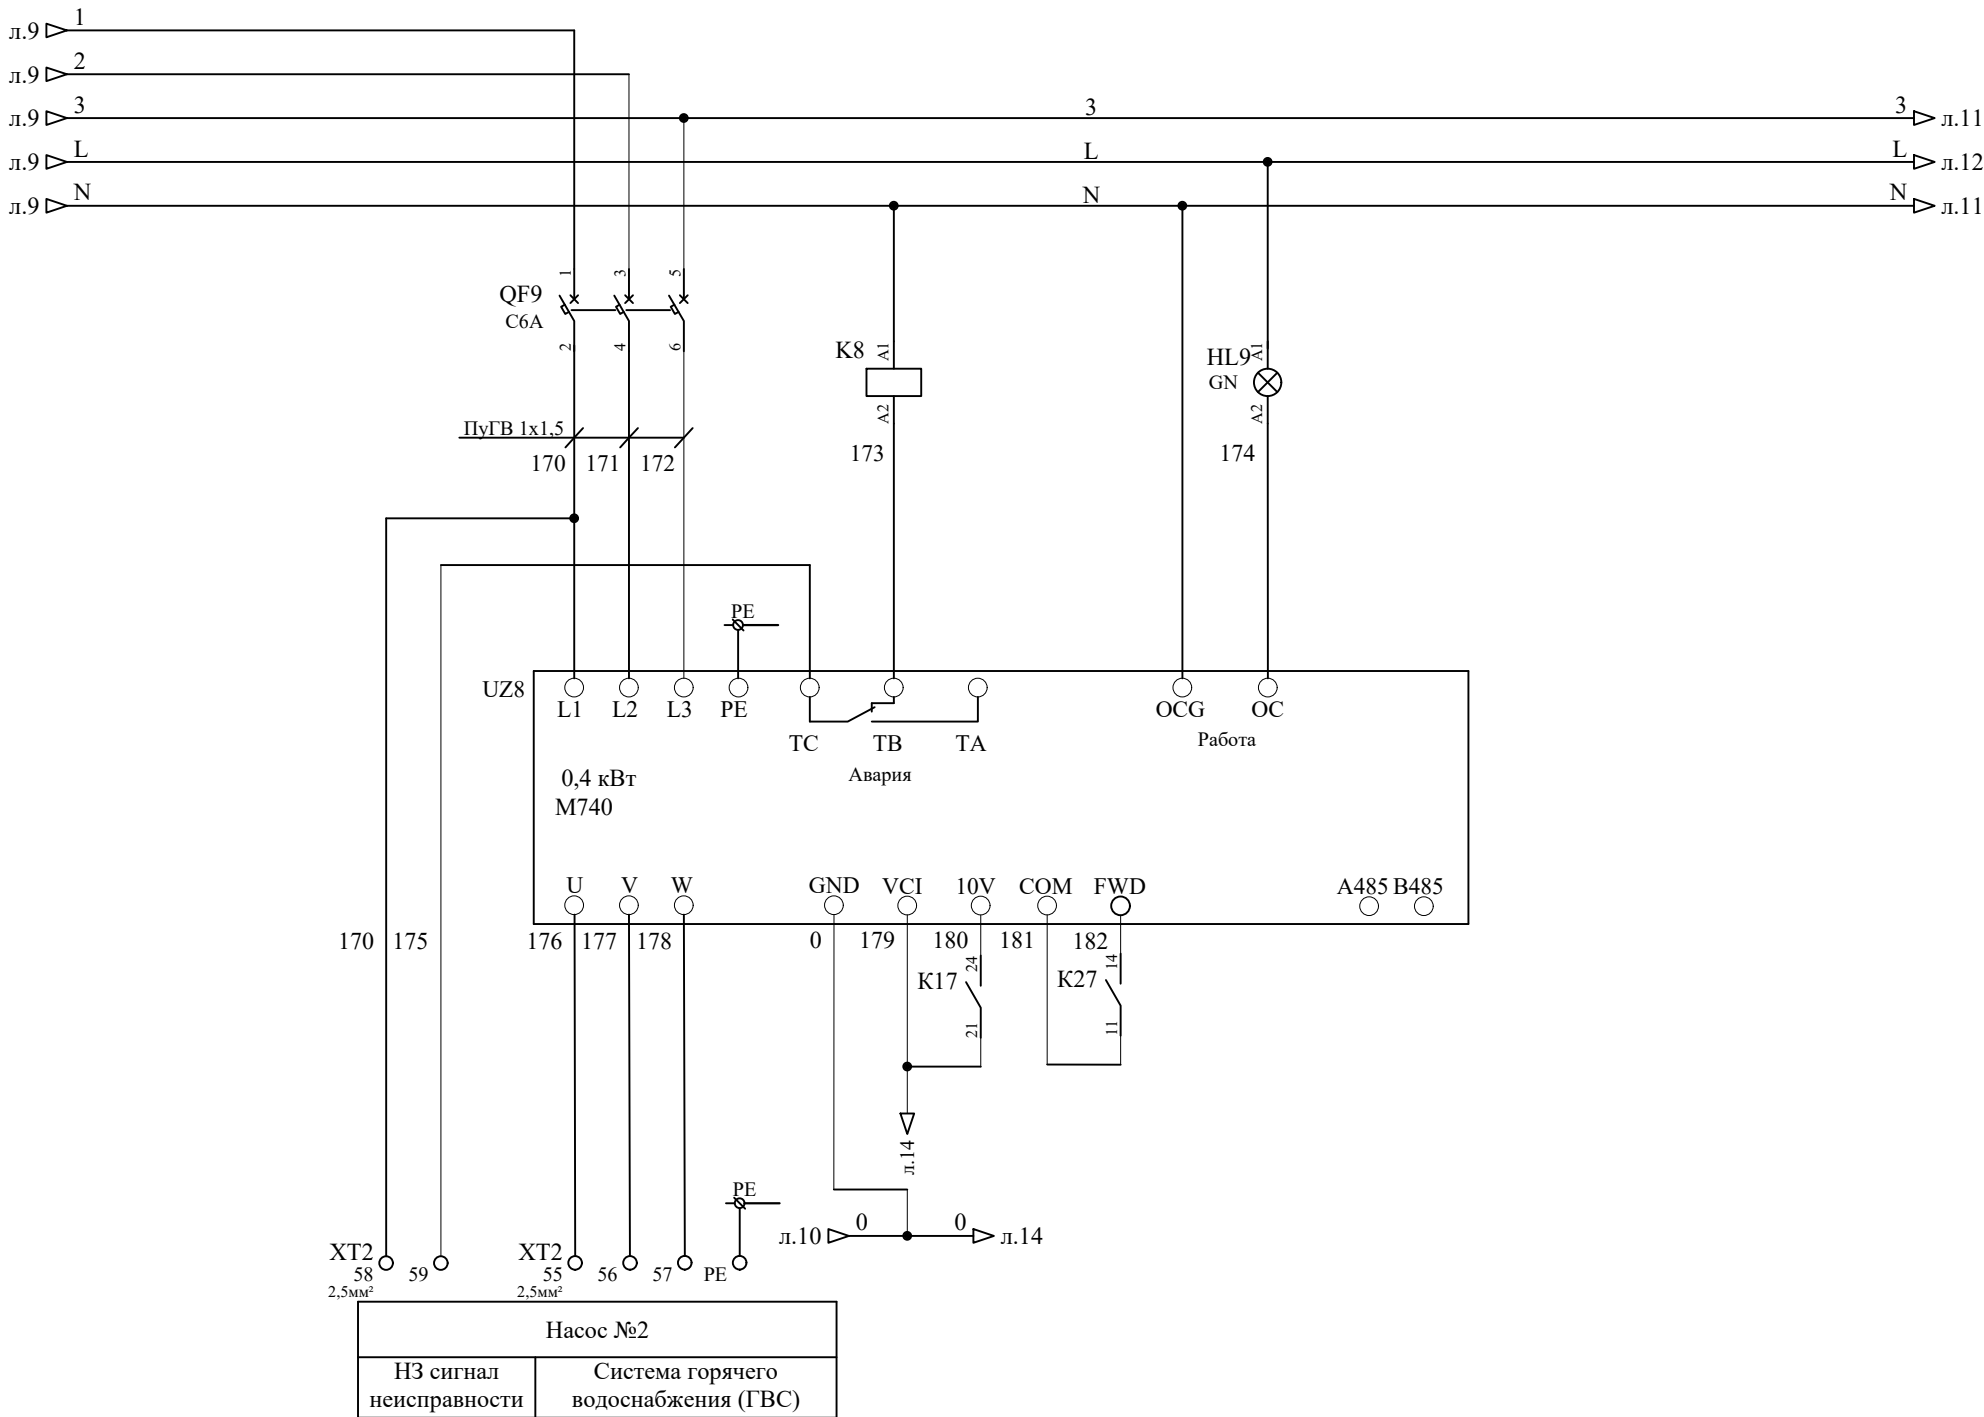 л.9 1
л.9 2
л.9 3 3 3 л.11
л.9 L L L л.12
л.9 N N N л.11
1 3 5
QF9
C6A
2 4 6
K8 A1
A2
173
HL9 A1
GN
A2
174
ПуГВ 1х1,5
170 171 172
PE
UZ8
L1 L2 L3 PE
TC TB TA
Авария
OCG OC
Работа
0,4 кВт
M740
U V W GND VCI 10V COM FWD A485 B485
170 175 176 177 178 0 179 180 181 182
K17 24
21
K27 14
11
л.14
PE
л.10 0 0 л.14
XT2 XT2
58 59 55 56 57 PE
2,5мм² 2,5мм²
Насос №2
НЗ сигнал
неисправности
Система горячего
водоснабжения (ГВС)